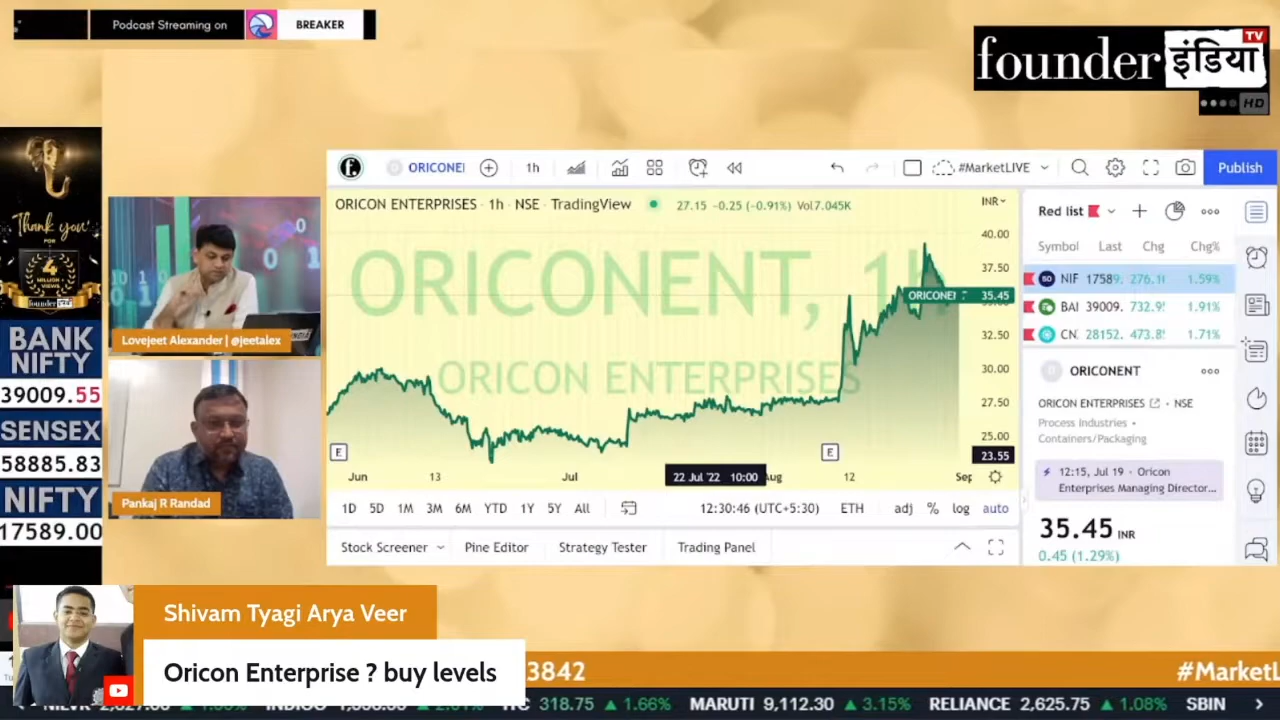 Podcast Streaming on
BREAKER
founder इंडिया TV
HD
Thank you
FOR
4
MILLION+
VIEWS
founder इंडिया
BANK
NIFTY
39009.55
SENSEX
58885.83
NIFTY
17589.00
Lovejeet Alexander | @jeetalex
Pankaj R Randad
ORICONEI
1h
#MarketLIVE
Publish
ORICON ENTERPRISES · 1h · NSE · TradingView
27.15 -0.25 (-0.91%) Vol7.045K
INR
ORICONENT, 1h
ORICON ENTERPRISES
40.00
37.50
ORICONEI
35.45
32.50
30.00
27.50
25.00
23.55
E
E
Jun
13
Jul
22 Jul '22 10:00
Aug
12
Sep
1D 5D 1M 3M 6M YTD 1Y 5Y All
12:30:46 (UTC+5:30)
ETH
adj % log auto
Stock Screener
Pine Editor
Strategy Tester
Trading Panel
Red list
Symbol Last Chg Chg%
NIF 17589. 276.1 1.59%
BAI 39009. 732.9 1.91%
CN. 28152. 473.8 1.71%
ORICONENT
ORICON ENTERPRISES · NSE
Process Industries •
Containers/Packaging
12:15, Jul 19 · Oricon
Enterprises Managing Director...
35.45 INR
0.45 (1.29%)
Shivam Tyagi Arya Veer
Oricon Enterprise ? buy levels
3842
#MarketL
318.75 ▲ 1.66% MARUTI 9,112.30 ▲ 3.15% RELIANCE 2,625.75 ▲ 1.08% SBIN